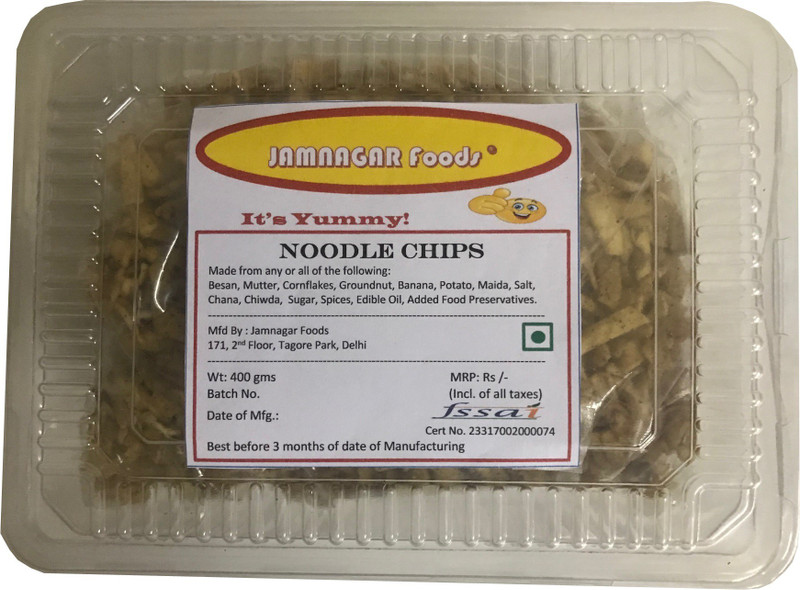 JAMNAGAR Foods
It's Yummy!
NOODLE CHIPS
Made from any or all of the following:
Besan, Mutter, Cornflakes, Groundnut, Banana, Potato, Maida, Salt,
Chana, Chiwda, Sugar, Spices, Edible Oil, Added Food Preservatives.
Mfd By : Jamnagar Foods
171, 2nd Floor, Tagore Park, Delhi
Wt: 400 gms
MRP: Rs /-
Batch No.
(Incl. of all taxes)
fssai
Date of Mfg.:
Cert No. 23317002000074
Best before 3 months of date of Manufacturing